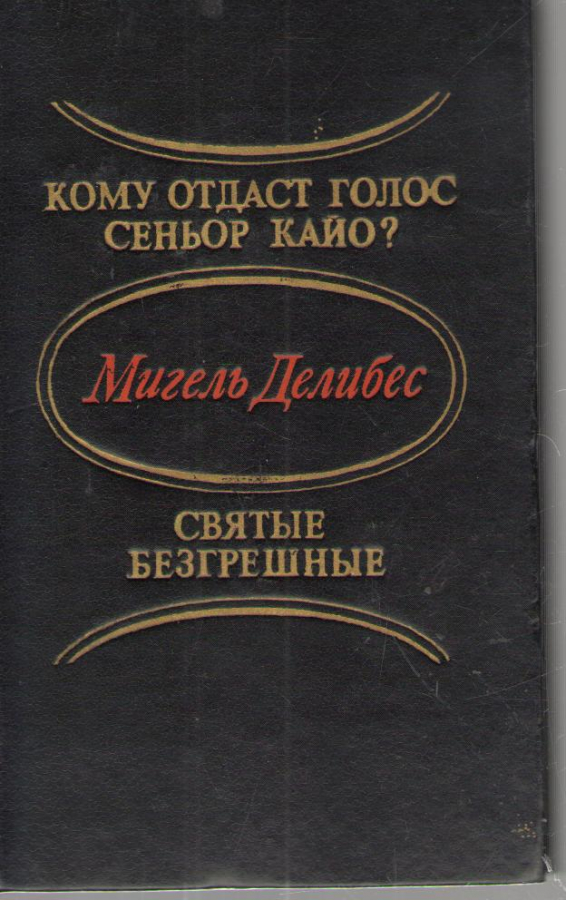 КОМУ ОТДАСТ ГОЛОС
СЕНЬОР КАЙО?
Мигель Делибес
СВЯТЫЕ
БЕЗГРЕШНЫЕ